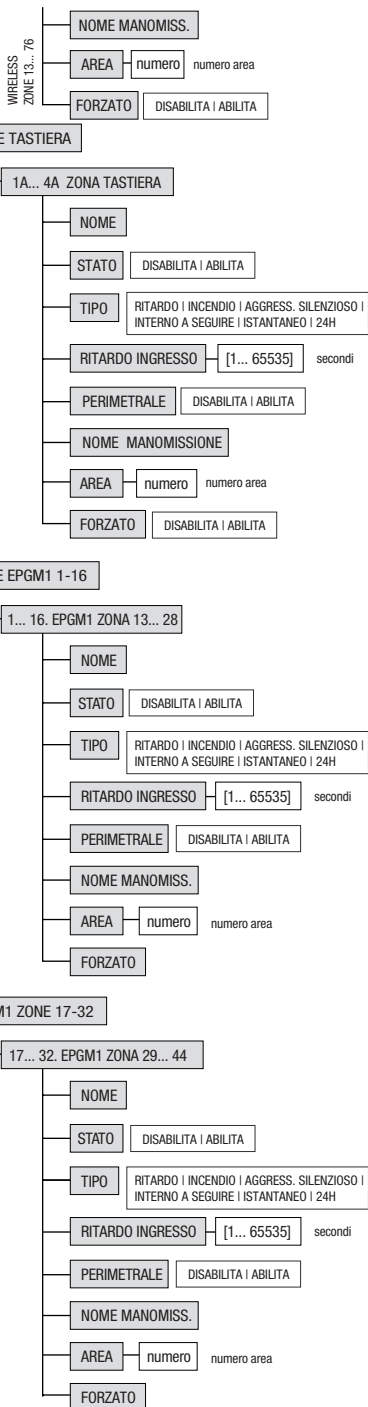 NOME MANOMISS.
WIRELESS
ZONE 13... 76
AREA numero numero area
FORZATO DISABILITA | ABILITA
E TASTIERA
1A... 4A ZONA TASTIERA
NOME
STATO DISABILITA | ABILITA
TIPO RITARDO | INCENDIO | AGGRESS. SILENZIOSO |
INTERNO A SEGUIRE | ISTANTANEO | 24H
RITARDO INGRESSO [1... 65535] secondi
PERIMETRALE DISABILITA | ABILITA
NOME MANOMISSIONE
AREA numero numero area
FORZATO DISABILITA | ABILITA
E EPGM1 1-16
1... 16. EPGM1 ZONA 13... 28
NOME
STATO DISABILITA | ABILITA
TIPO RITARDO | INCENDIO | AGGRESS. SILENZIOSO |
INTERNO A SEGUIRE | ISTANTANEO | 24H
RITARDO INGRESSO [1... 65535] secondi
PERIMETRALE DISABILITA | ABILITA
NOME MANOMISS.
AREA numero numero area
FORZATO
M1 ZONE 17-32
17... 32. EPGM1 ZONA 29... 44
NOME
STATO DISABILITA | ABILITA
TIPO RITARDO | INCENDIO | AGGRESS. SILENZIOSO |
INTERNO A SEGUIRE | ISTANTANEO | 24H
RITARDO INGRESSO [1... 65535] secondi
PERIMETRALE DISABILITA | ABILITA
NOME MANOMISS.
AREA numero numero area
FORZATO